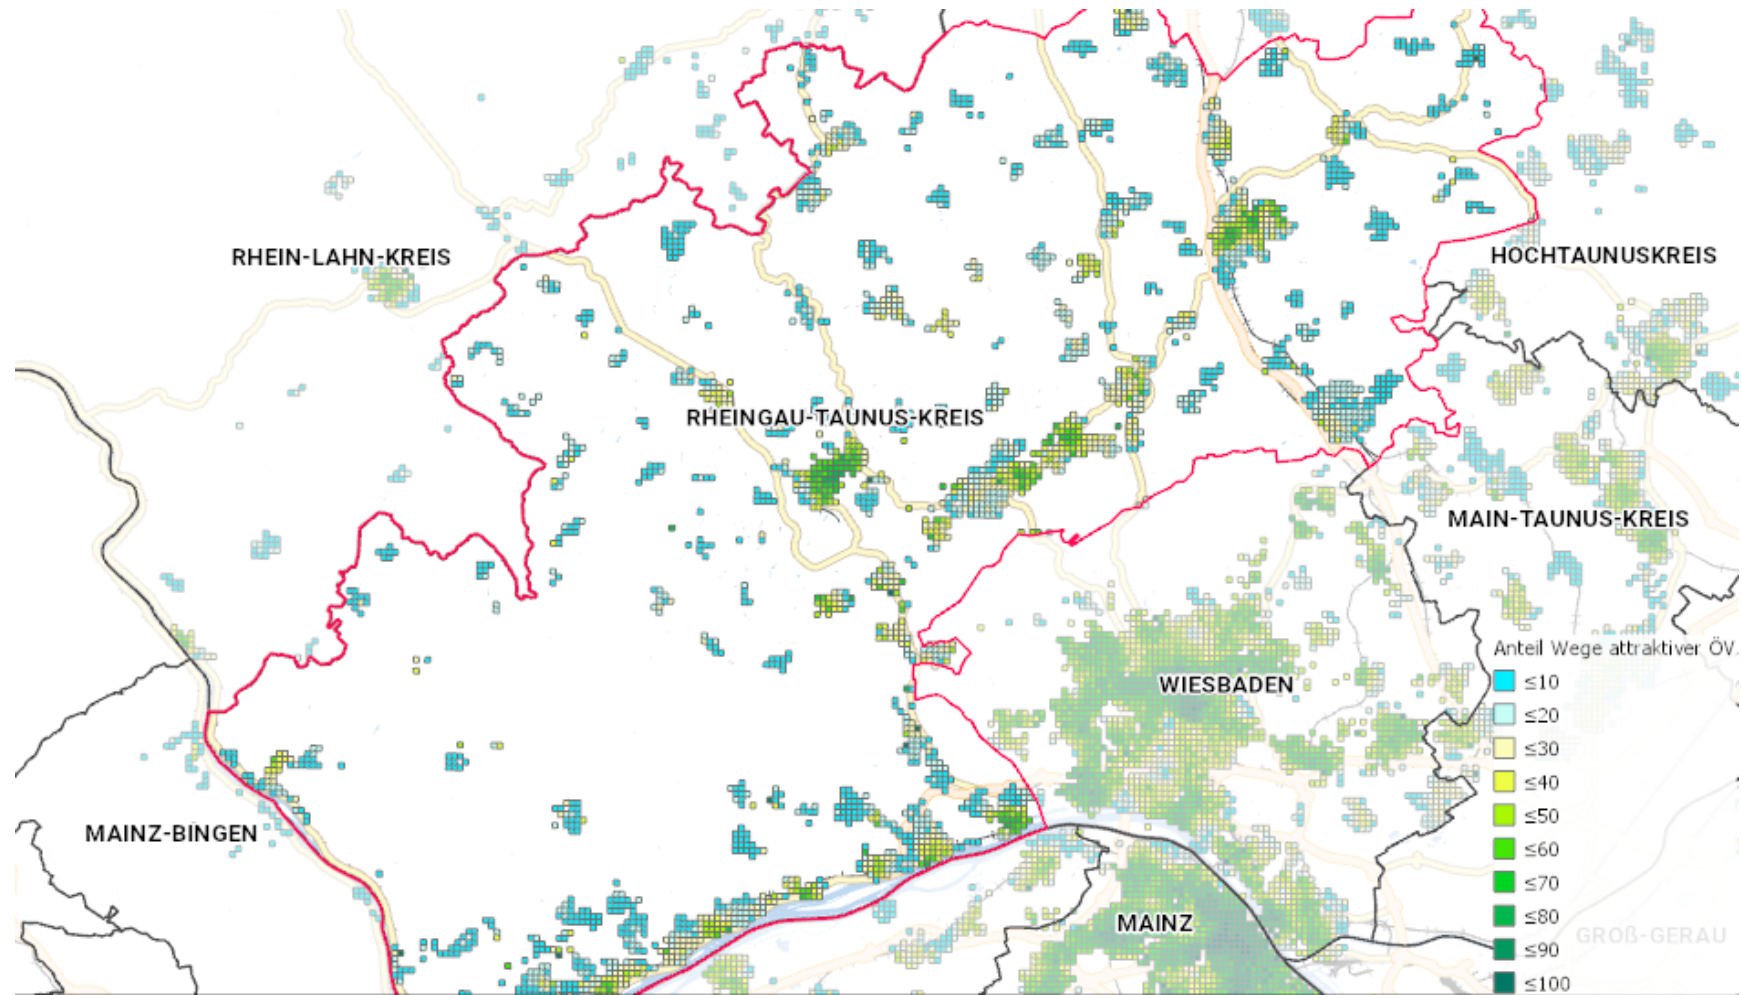 RHEIN-LAHN-KREIS
HOCHTAUNUSKREIS
RHEINGAU-TAUNUS-KREIS
MAIN-TAUNUS-KREIS
WIESBADEN
MAINZ-BINGEN
MAINZ
GROß-GERAU
Anteil Wege attraktiver ÖV
≤10
≤20
≤30
≤40
≤50
≤60
≤70
≤80
≤90
≤100